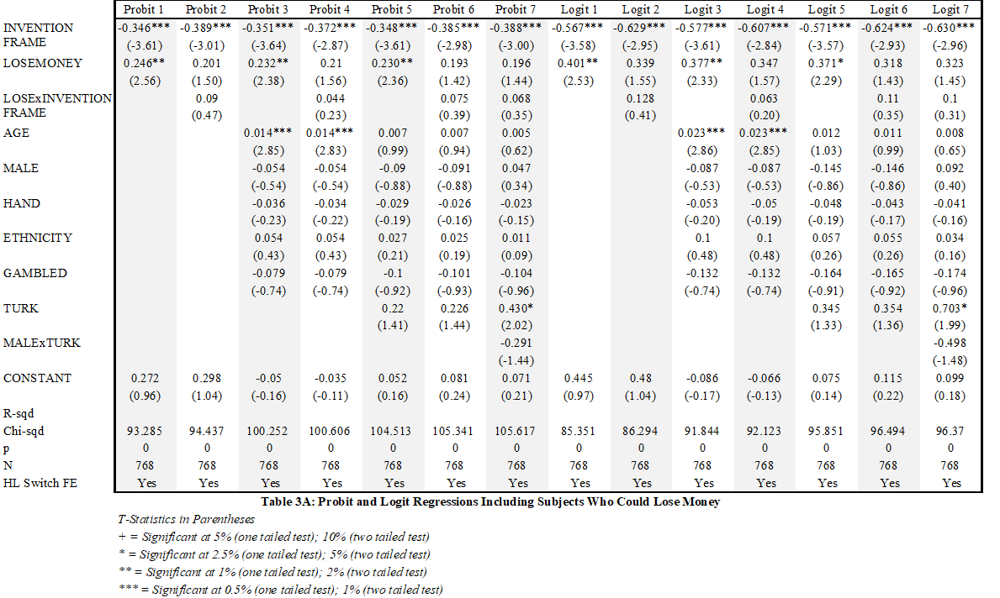 Probit 1 Probit 2 Probit 3 Probit 4 Probit 5 Probit 6 Probit 7 Logit 1 Logit 2 Logit 3 Logit 4 Logit 5 Logit 6 Logit 7
INVENTION -0.346*** -0.389*** -0.351*** -0.372*** -0.348*** -0.385*** -0.388*** -0.567*** -0.629*** -0.577*** -0.607*** -0.571*** -0.624*** -0.630***
FRAME (-3.61) (-3.01) (-3.64) (-2.87) (-3.61) (-2.98) (-3.00) (-3.58) (-2.95) (-3.61) (-2.84) (-3.57) (-2.93) (-2.96)
LOSEMONEY 0.246** 0.201 0.232** 0.21 0.230** 0.193 0.196 0.401** 0.339 0.377** 0.347 0.371* 0.318 0.323
(2.56) (1.50) (2.38) (1.56) (2.36) (1.42) (1.44) (2.53) (1.55) (2.33) (1.57) (2.29) (1.43) (1.45)
LOSExINVENTION 0.09 0.044 0.075 0.068 0.128 0.063 0.11 0.1
FRAME (0.47) (0.23) (0.39) (0.35) (0.41) (0.20) (0.35) (0.31)
AGE 0.014*** 0.014*** 0.007 0.007 0.005 0.023*** 0.023*** 0.012 0.011 0.008
(2.85) (2.83) (0.99) (0.94) (0.62) (2.86) (2.85) (1.03) (0.99) (0.65)
MALE -0.054 -0.054 -0.09 -0.091 0.047 -0.087 -0.087 -0.145 -0.146 0.092
(-0.54) (-0.54) (-0.88) (-0.88) (0.34) (-0.53) (-0.53) (-0.86) (-0.86) (0.40)
HAND -0.036 -0.034 -0.029 -0.026 -0.023 -0.053 -0.05 -0.048 -0.043 -0.041
(-0.23) (-0.22) (-0.19) (-0.16) (-0.15) (-0.20) (-0.19) (-0.19) (-0.17) (-0.16)
ETHNICITY 0.054 0.054 0.027 0.025 0.011 0.1 0.1 0.057 0.055 0.034
(0.43) (0.43) (0.21) (0.19) (0.09) (0.48) (0.48) (0.26) (0.26) (0.16)
GAMBLED -0.079 -0.079 -0.1 -0.101 -0.104 -0.132 -0.132 -0.164 -0.165 -0.174
(-0.74) (-0.74) (-0.92) (-0.93) (-0.96) (-0.74) (-0.74) (-0.91) (-0.92) (-0.96)
TURK 0.22 0.226 0.430* 0.345 0.354 0.703*
(1.41) (1.44) (2.02) (1.33) (1.36) (1.99)
MALExTURK -0.291 -0.498
(-1.44) (-1.48)
CONSTANT 0.272 0.298 -0.05 -0.035 0.052 0.081 0.071 0.445 0.48 -0.086 -0.066 0.075 0.115 0.099
(0.96) (1.04) (-0.16) (-0.11) (0.16) (0.24) (0.21) (0.97) (1.04) (-0.17) (-0.13) (0.14) (0.22) (0.18)
R-sqd
Chi-sqd 93.285 94.437 100.252 100.606 104.513 105.341 105.617 85.351 86.294 91.844 92.123 95.851 96.494 96.37
p 0 0 0 0 0 0 0 0 0 0 0 0 0 0
N 768 768 768 768 768 768 768 768 768 768 768 768 768 768
HL Switch FE Yes Yes Yes Yes Yes Yes Yes Yes Yes Yes Yes Yes Yes Yes
Table 3A: Probit and Logit Regressions Including Subjects Who Could Lose Money
T-Statistics in Parentheses
+ = Significant at 5% (one tailed test); 10% (two tailed test)
* = Significant at 2.5% (one tailed test); 5% (two tailed test)
** = Significant at 1% (one tailed test); 2% (two tailed test)
*** = Significant at 0.5% (one tailed test); 1% (two tailed test)